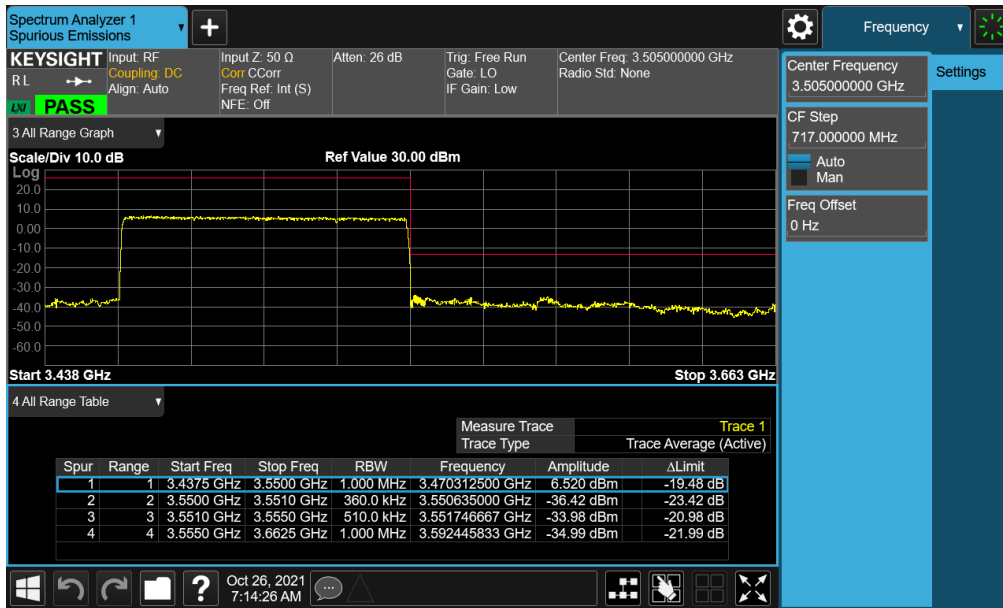 Spectrum Analyzer 1
Spurious Emissions
Frequency
KEYSIGHT
R L
LXI
PASS
Input: RF
Coupling: DC
Align: Auto
Input Z: 50 Ω
Corr CCorr
Freq Ref: Int (S)
NFE: Off
Atten: 26 dB
Trig: Free Run
Gate: LO
IF Gain: Low
Center Freq: 3.505000000 GHz
Radio Std: None
Center Frequency
3.505000000 GHz
Settings
CF Step
717.000000 MHz
Auto
Man
Freq Offset
0 Hz
3 All Range Graph
Scale/Div 10.0 dB
Ref Value 30.00 dBm
Log
20.0
10.0
0.00
-10.0
-20.0
-30.0
-40.0
-50.0
-60.0
Start 3.438 GHz
Stop 3.663 GHz
4 All Range Table
Measure Trace Trace 1
Trace Type Trace Average (Active)
Spur Range Start Freq Stop Freq RBW Frequency Amplitude ΔLimit
1 1 3.4375 GHz 3.5500 GHz 1.000 MHz 3.470312500 GHz 6.520 dBm -19.48 dB
2 2 3.5500 GHz 3.5510 GHz 360.0 kHz 3.550635000 GHz -36.42 dBm -23.42 dB
3 3 3.5510 GHz 3.5550 GHz 510.0 kHz 3.551746667 GHz -33.98 dBm -20.98 dB
4 4 3.5550 GHz 3.6625 GHz 1.000 MHz 3.592445833 GHz -34.99 dBm -21.99 dB
?
Oct 26, 2021
7:14:26 AM